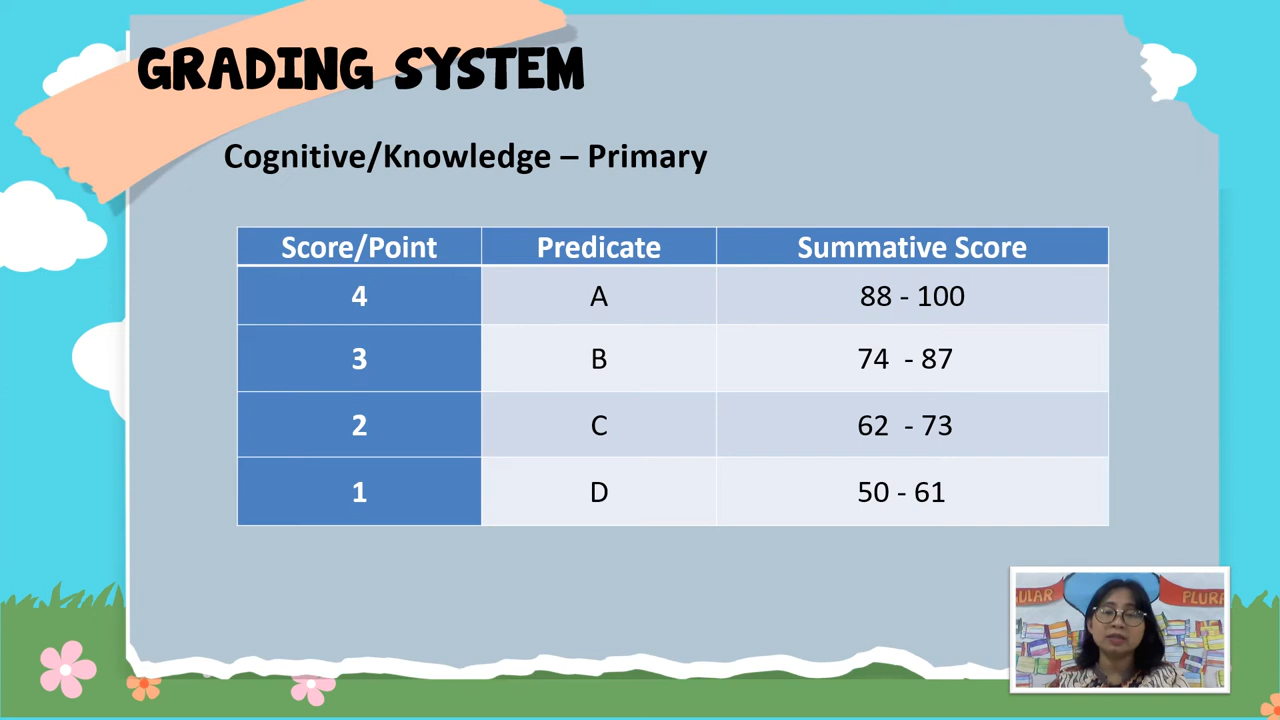 GRADING SYSTEM
Cognitive/Knowledge – Primary
Score/Point Predicate Summative Score
4 A 88 - 100
3 B 74 - 87
2 C 62 - 73
1 D 50 - 61